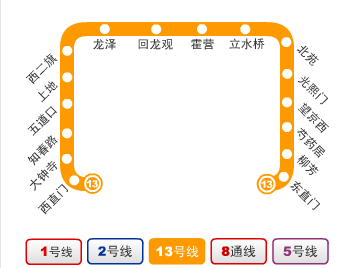 龙泽
回龙观
霍营
立水桥
西二旗
上地
五道口
知春路
大钟寺
西直门
北苑
光熙门
望京西
芍药居
柳芳
东直门
13
13
1号线
2号线
13号线
8通线
5号线